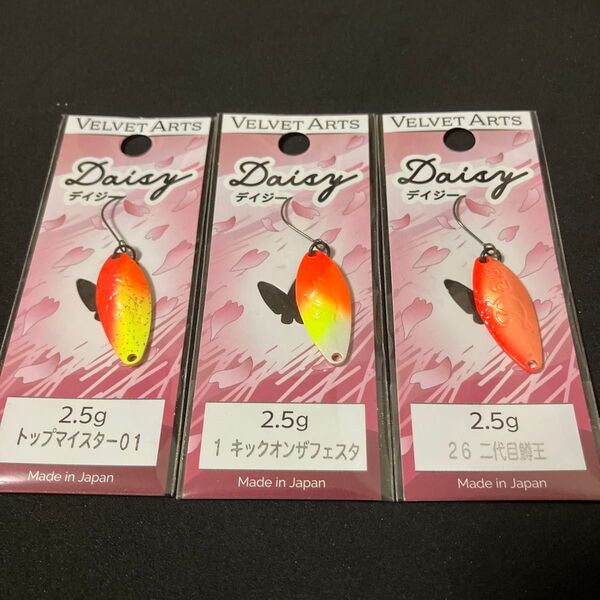 VELVET ARTS
Daisy
デイジー
2.5g
トップマイスター01
Made in Japan
VELVET ARTS
Daisy
デイジー
2.5g
1 キックオンザフェスタ
Made in Japan
VELVET ARTS
Daisy
デイジー
2.5g
26 二代目鱒王
Made in Japan